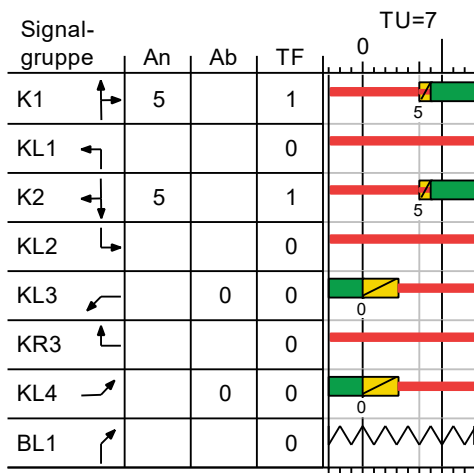 TU=7
Signal-
gruppe An Ab TF 0
K1 5 1
5
KL1 0
K2 5 1
5
KL2 0
KL3 0 0
0
KR3 0
KL4 0 0
0
BL1 0